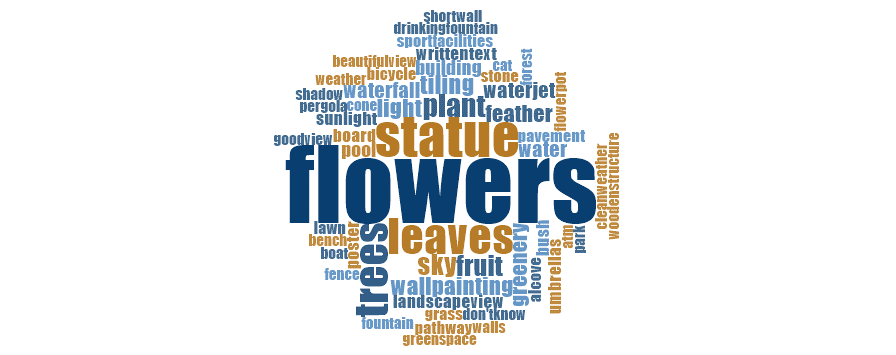 shortwall
drinkingfountain
sportfacilities
writtentext
beautifulview
building
cat
forest
weather
bicycle
stone
flowerpot
shadow
waterfall
tiling
waterjet
pergola
cone
light
plant
feather
sunlight
statue
goodview
board
pavement
pool
water
cleanweather
woodenstructure
flowers
lawn
poster
trees
leaves
greenery
bush
atm
park
bench
boat
sky
fruit
alcove
umbrellas
fence
wallpainting
landscapeview
grass
don'tknow
fountain
pathway
walls
greenspace